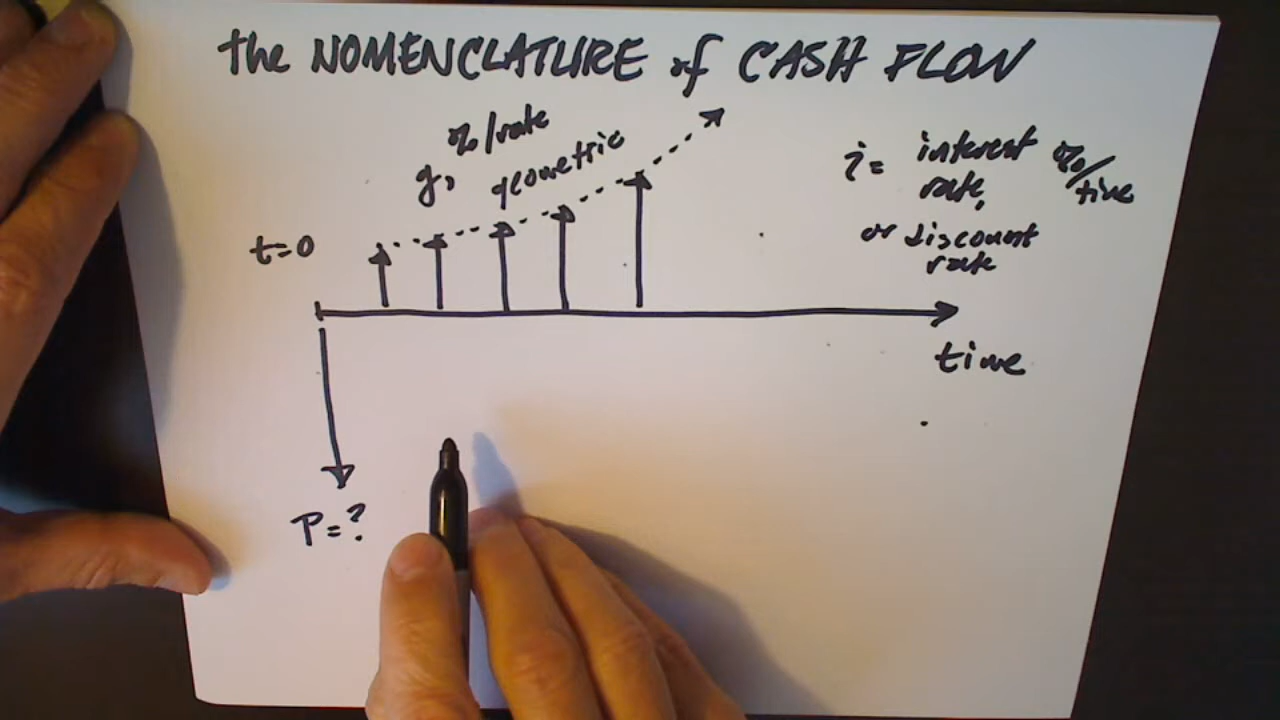 the NOMENCLATURE of CASH FLOW
g, %/rate
geometric
i = interest rate, %/time
or discount rate
t=0
time
P=?